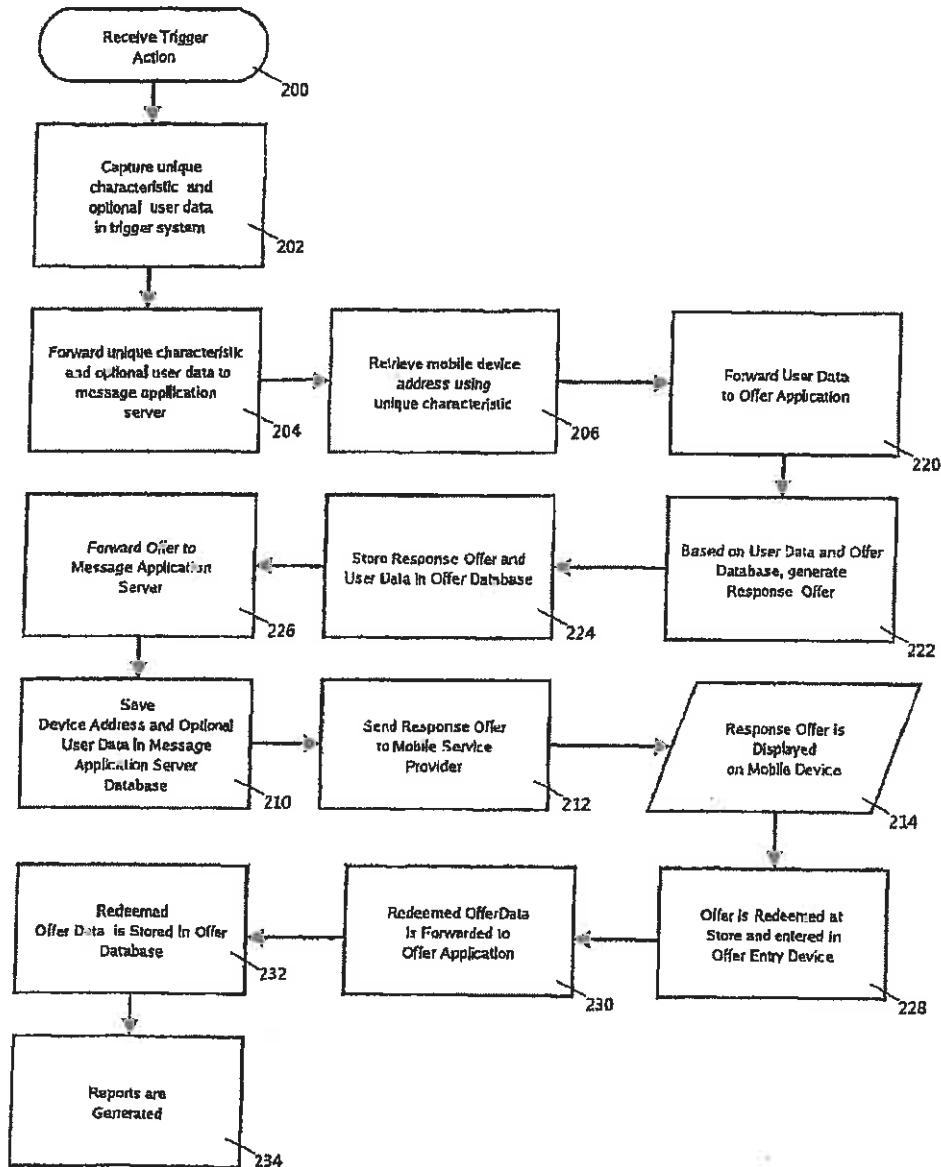 Receive Trigger
Action
200
Capture unique
characteristic and
optional user data
in trigger system
202
Forward unique characteristic
and optional user data to
message application
server
204
Retrieve mobile device
address using
unique characteristic
206
Forward User Data
to Offer Application
220
Based on User Data and Offer
Database, generate
Response Offer
222
Store Response Offer and
User Data in Offer Database
224
Forward Offer to
Message Application
Server
226
Save
Device Address and Optional
User Data in Message
Application Server
Database
210
Send Response Offer
to Mobile Service
Provider
212
Response Offer is
Displayed
on Mobile Device
214
Offer is Redeemed at
Store and entered in
Offer Entry Device
228
Redeemed OfferData
is Forwarded to
Offer Application
230
Redeemed
Offer Data is Stored in Offer
Database
232
Reports are
Generated
234